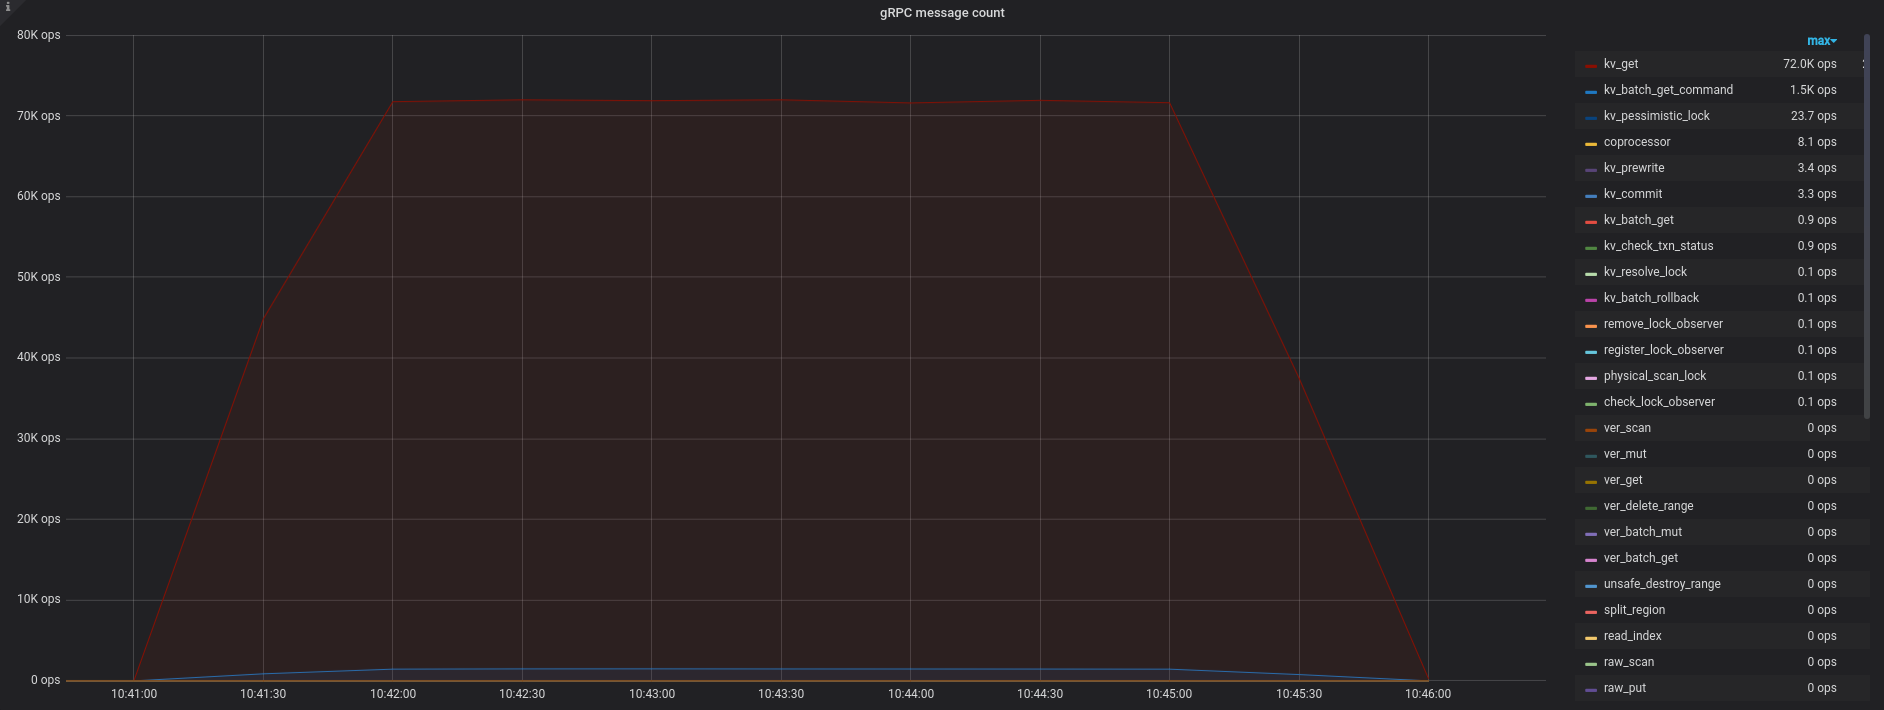 i
gRPC message count
80K ops
70K ops
60K ops
50K ops
40K ops
30K ops
20K ops
10K ops
0 ops
10:41:00 10:41:30 10:42:00 10:42:30 10:43:00 10:43:30 10:44:00 10:44:30 10:45:00 10:45:30 10:46:00
max
kv_get 72.0K ops
kv_batch_get_command 1.5K ops
kv_pessimistic_lock 23.7 ops
coprocessor 8.1 ops
kv_prewrite 3.4 ops
kv_commit 3.3 ops
kv_batch_get 0.9 ops
kv_check_txn_status 0.9 ops
kv_resolve_lock 0.1 ops
kv_batch_rollback 0.1 ops
remove_lock_observer 0.1 ops
register_lock_observer 0.1 ops
physical_scan_lock 0.1 ops
check_lock_observer 0.1 ops
ver_scan 0 ops
ver_mut 0 ops
ver_get 0 ops
ver_delete_range 0 ops
ver_batch_mut 0 ops
ver_batch_get 0 ops
unsafe_destroy_range 0 ops
split_region 0 ops
read_index 0 ops
raw_scan 0 ops
raw_put 0 ops